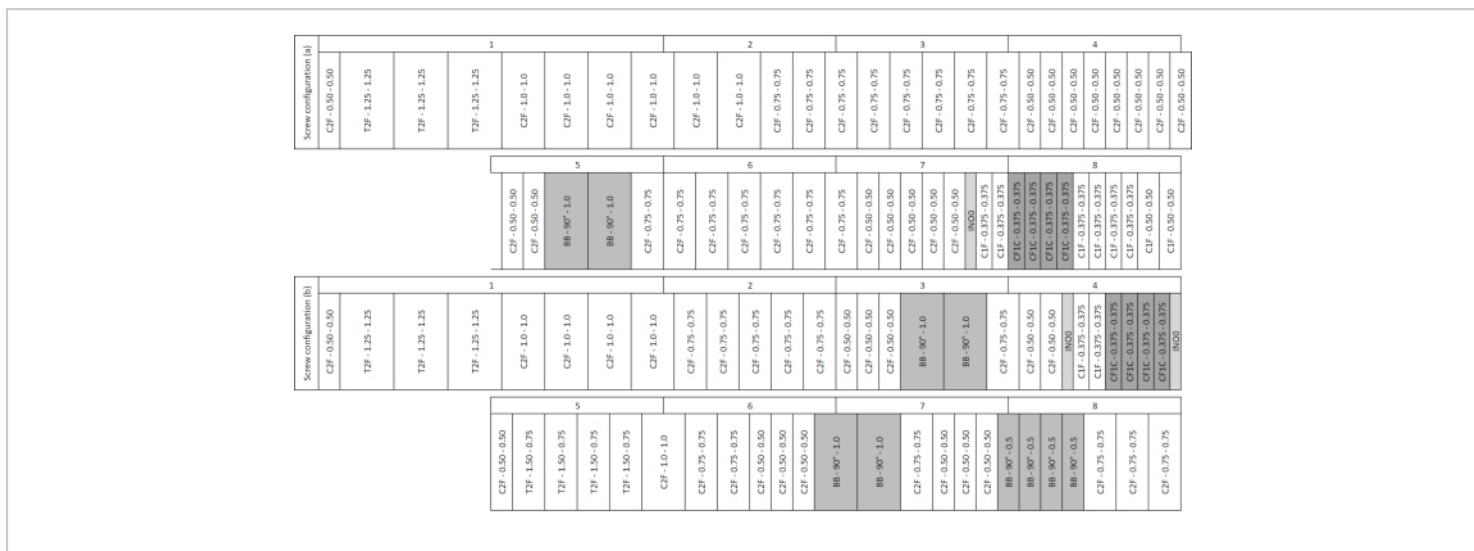 Screw configuration (a)
1
2
3
4
C2F - 0.50 - 0.50
T2F - 1.25 - 1.25
T2F - 1.25 - 1.25
T2F - 1.25 - 1.25
C2F - 1.0 - 1.0
C2F - 1.0 - 1.0
C2F - 1.0 - 1.0
C2F - 1.0 - 1.0
C2F - 1.0 - 1.0
C2F - 1.0 - 1.0
C2F - 0.75 - 0.75
C2F - 0.75 - 0.75
C2F - 0.75 - 0.75
C2F - 0.75 - 0.75
C2F - 0.75 - 0.75
C2F - 0.75 - 0.75
C2F - 0.75 - 0.75
C2F - 0.75 - 0.75
C2F - 0.50 - 0.50
C2F - 0.50 - 0.50
C2F - 0.50 - 0.50
C2F - 0.50 - 0.50
C2F - 0.50 - 0.50
C2F - 0.50 - 0.50
C2F - 0.50 - 0.50
C2F - 0.50 - 0.50
5
6
7
8
C2F - 0.50 - 0.50
C2F - 0.50 - 0.50
BB - 90° - 1.0
BB - 90° - 1.0
C2F - 0.75 - 0.75
C2F - 0.75 - 0.75
C2F - 0.75 - 0.75
C2F - 0.75 - 0.75
C2F - 0.75 - 0.75
C2F - 0.75 - 0.75
C2F - 0.75 - 0.75
C2F - 0.50 - 0.50
C2F - 0.50 - 0.50
C2F - 0.50 - 0.50
C2F - 0.50 - 0.50
C2F - 0.50 - 0.50
INO0
C1F - 0.375 - 0.375
C1F - 0.375 - 0.375
CF1C - 0.375 - 0.375
CF1C - 0.375 - 0.375
CF1C - 0.375 - 0.375
CF1C - 0.375 - 0.375
C1F - 0.375 - 0.375
C1F - 0.375 - 0.375
C1F - 0.375 - 0.375
C1F - 0.375 - 0.375
C1F - 0.50 - 0.50
C1F - 0.50 - 0.50
Screw configuration (b)
1
2
3
4
C2F - 0.50 - 0.50
T2F - 1.25 - 1.25
T2F - 1.25 - 1.25
T2F - 1.25 - 1.25
C2F - 1.0 - 1.0
C2F - 1.0 - 1.0
C2F - 1.0 - 1.0
C2F - 1.0 - 1.0
C2F - 0.75 - 0.75
C2F - 0.75 - 0.75
C2F - 0.75 - 0.75
C2F - 0.75 - 0.75
C2F - 0.75 - 0.75
C2F - 0.50 - 0.50
C2F - 0.50 - 0.50
C2F - 0.50 - 0.50
BB - 90° - 1.0
BB - 90° - 1.0
C2F - 0.75 - 0.75
C2F - 0.50 - 0.50
C2F - 0.50 - 0.50
INO0
C1F - 0.375 - 0.375
C1F - 0.375 - 0.375
CF1C - 0.375 - 0.375
CF1C - 0.375 - 0.375
CF1C - 0.375 - 0.375
CF1C - 0.375 - 0.375
INO0
5
6
7
8
C2F - 0.50 - 0.50
T2F - 1.50 - 0.75
T2F - 1.50 - 0.75
T2F - 1.50 - 0.75
T2F - 1.50 - 0.75
C2F - 1.0 - 1.0
C2F - 0.75 - 0.75
C2F - 0.75 - 0.75
C2F - 0.50 - 0.50
C2F - 0.50 - 0.50
C2F - 0.50 - 0.50
BB - 90° - 1.0
BB - 90° - 1.0
C2F - 0.75 - 0.75
C2F - 0.50 - 0.50
C2F - 0.50 - 0.50
C2F - 0.50 - 0.50
BB - 90° - 0.5
BB - 90° - 0.5
BB - 90° - 0.5
BB - 90° - 0.5
C2F - 0.75 - 0.75
C2F - 0.75 - 0.75
C2F - 0.75 - 0.75